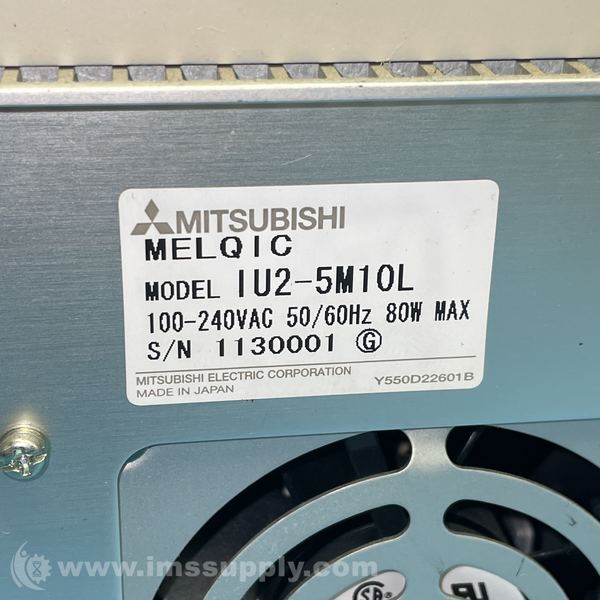 MITSUBISHI
MELQIC
MODEL IU2-5M10L
100-240VAC 50/60Hz 80W MAX
S/N 1130001 G
MITSUBISHI ELECTRIC CORPORATION
MADE IN JAPAN
Y550D22601B
www.imssupply.com